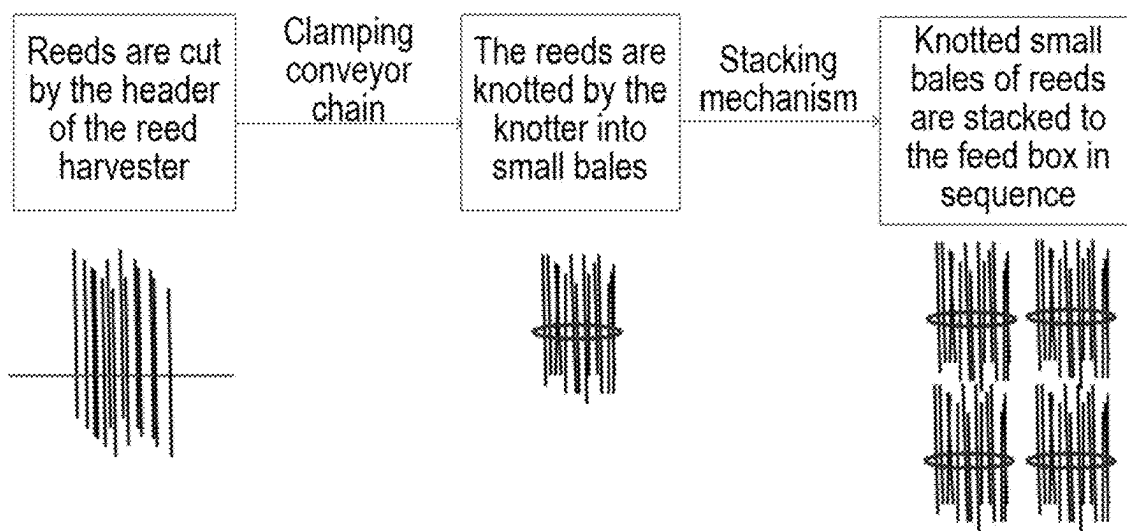 Reeds are cut
by the header
of the reed
harvester
Clamping
conveyor
chain
The reeds are
knotted by the
knotter into
small bales
Stacking
mechanism
Knotted small
bales of reeds
are stacked to
the feed box in
sequence